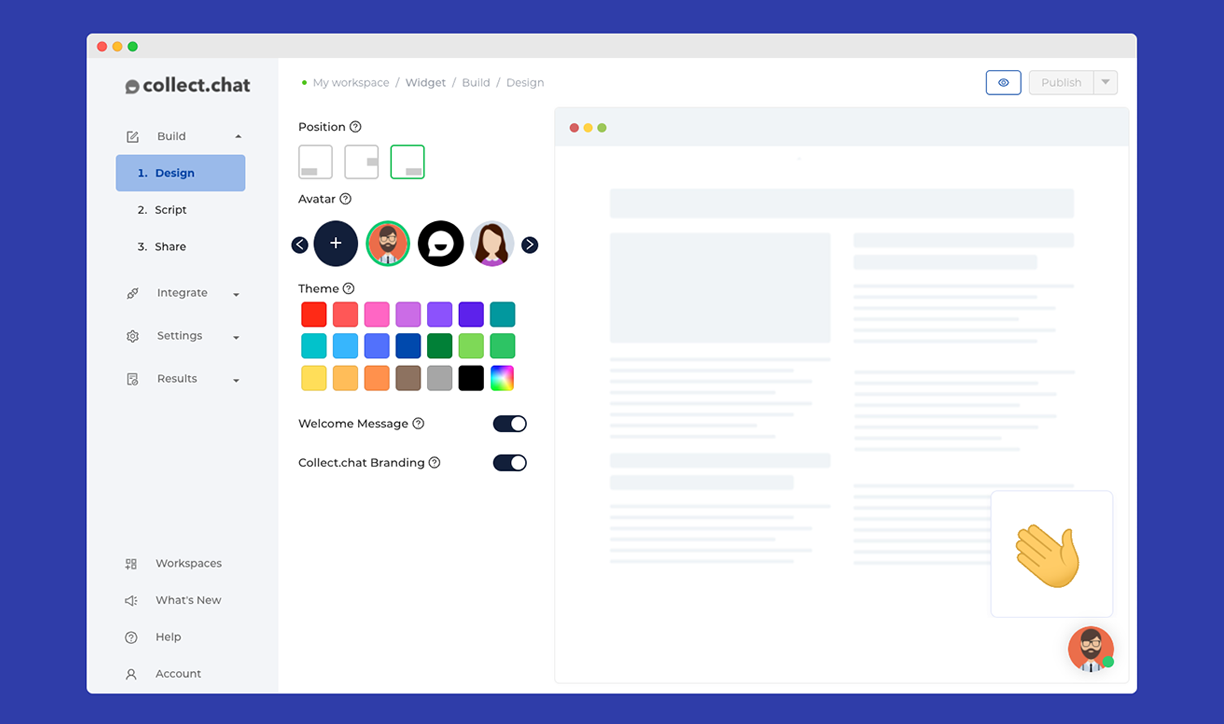 collect.chat
Build
1. Design
2. Script
3. Share
Integrate
Settings
Results
Workspaces
What's New
Help
Account
My workspace / Widget / Build / Design
Publish
Position ?
Avatar ?
+
Theme ?
Welcome Message ?
Collect.chat Branding ?